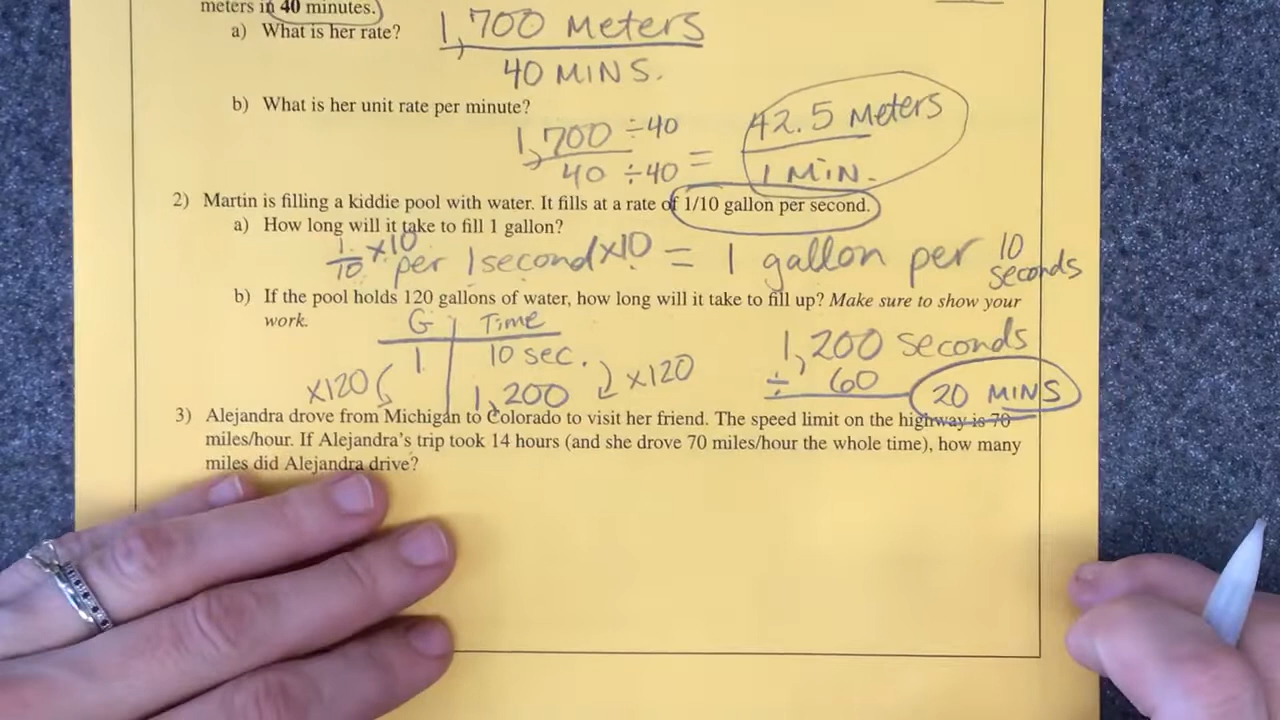 meters in 40 minutes.
a) What is her rate? 1,700 Meters
40 MINS.
b) What is her unit rate per minute?
1,700 ÷40 = 42.5 Meters
40 ÷40 1 MiN.
2) Martin is filling a kiddie pool with water. It fills at a rate of 1/10 gallon per second.
a) How long will it take to fill 1 gallon?
1/10 x10 per 1 second x10 = 1 gallon per 10 seconds
b) If the pool holds 120 gallons of water, how long will it take to fill up? Make sure to show your
work.
G Time
1 10 sec. 1,200 seconds
x120 1,200 x120 ÷ 60 20 MINS
3) Alejandra drove from Michigan to Colorado to visit her friend. The speed limit on the highway is 70
miles/hour. If Alejandra's trip took 14 hours (and she drove 70 miles/hour the whole time), how many
miles did Alejandra drive?